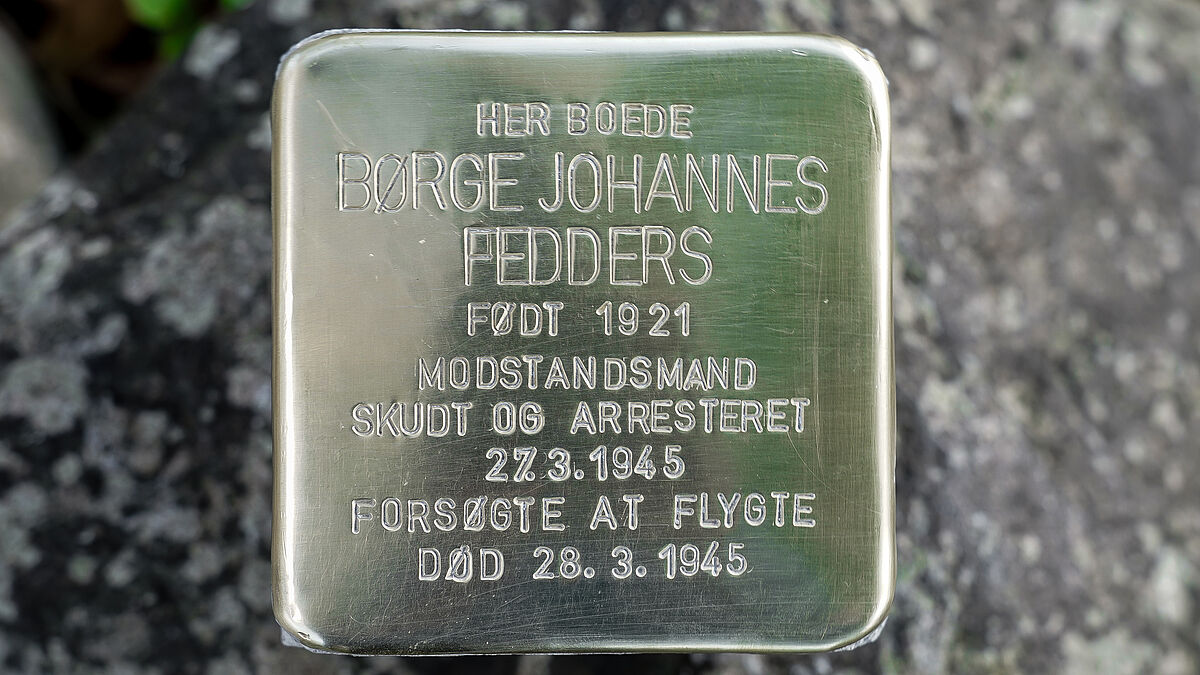 HER BOEDE
BØRGE JOHANNES
FEDDERS
FØDT 1921
MODSTANDSMAND
SKUDT OG ARRESTERET
27.3.1945
FORSØGTE AT FLYGTE
DØD 28. 3. 1945